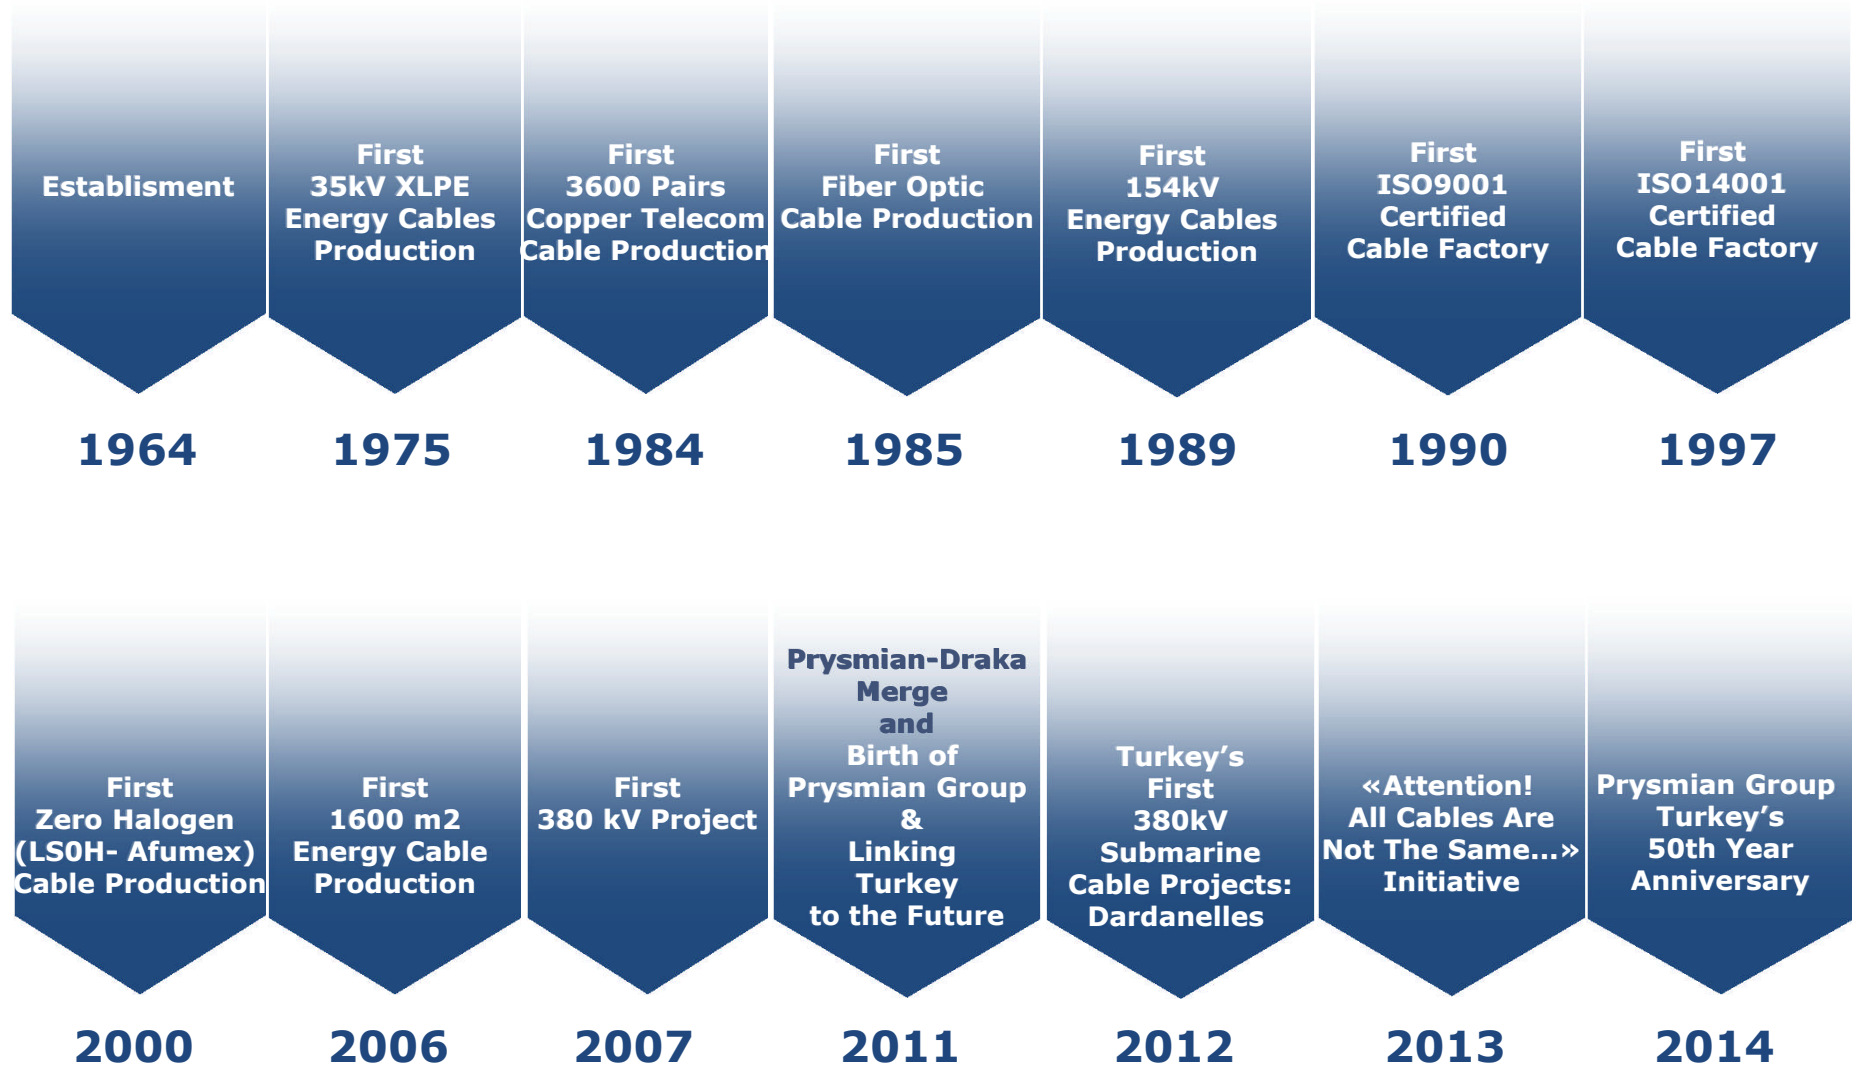 Establisment
1964
First
35kV XLPE
Energy Cables
Production
1975
First
3600 Pairs
Copper Telecom
Cable Production
1984
First
Fiber Optic
Cable Production
1985
First
154kV
Energy Cables
Production
1989
First
ISO9001
Certified
Cable Factory
1990
First
ISO14001
Certified
Cable Factory
1997
First
Zero Halogen
(LS0H- Afumex)
Cable Production
2000
First
1600 m2
Energy Cable
Production
2006
First
380 kV Project
2007
Prysmian-Draka
Merge
and
Birth of
Prysmian Group
&
Linking
Turkey
to the Future
2011
Turkey’s
First
380kV
Submarine
Cable Projects:
Dardanelles
2012
«Attention!
All Cables Are
Not The Same...»
Initiative
2013
Prysmian Group
Turkey’s
50th Year
Anniversary
2014